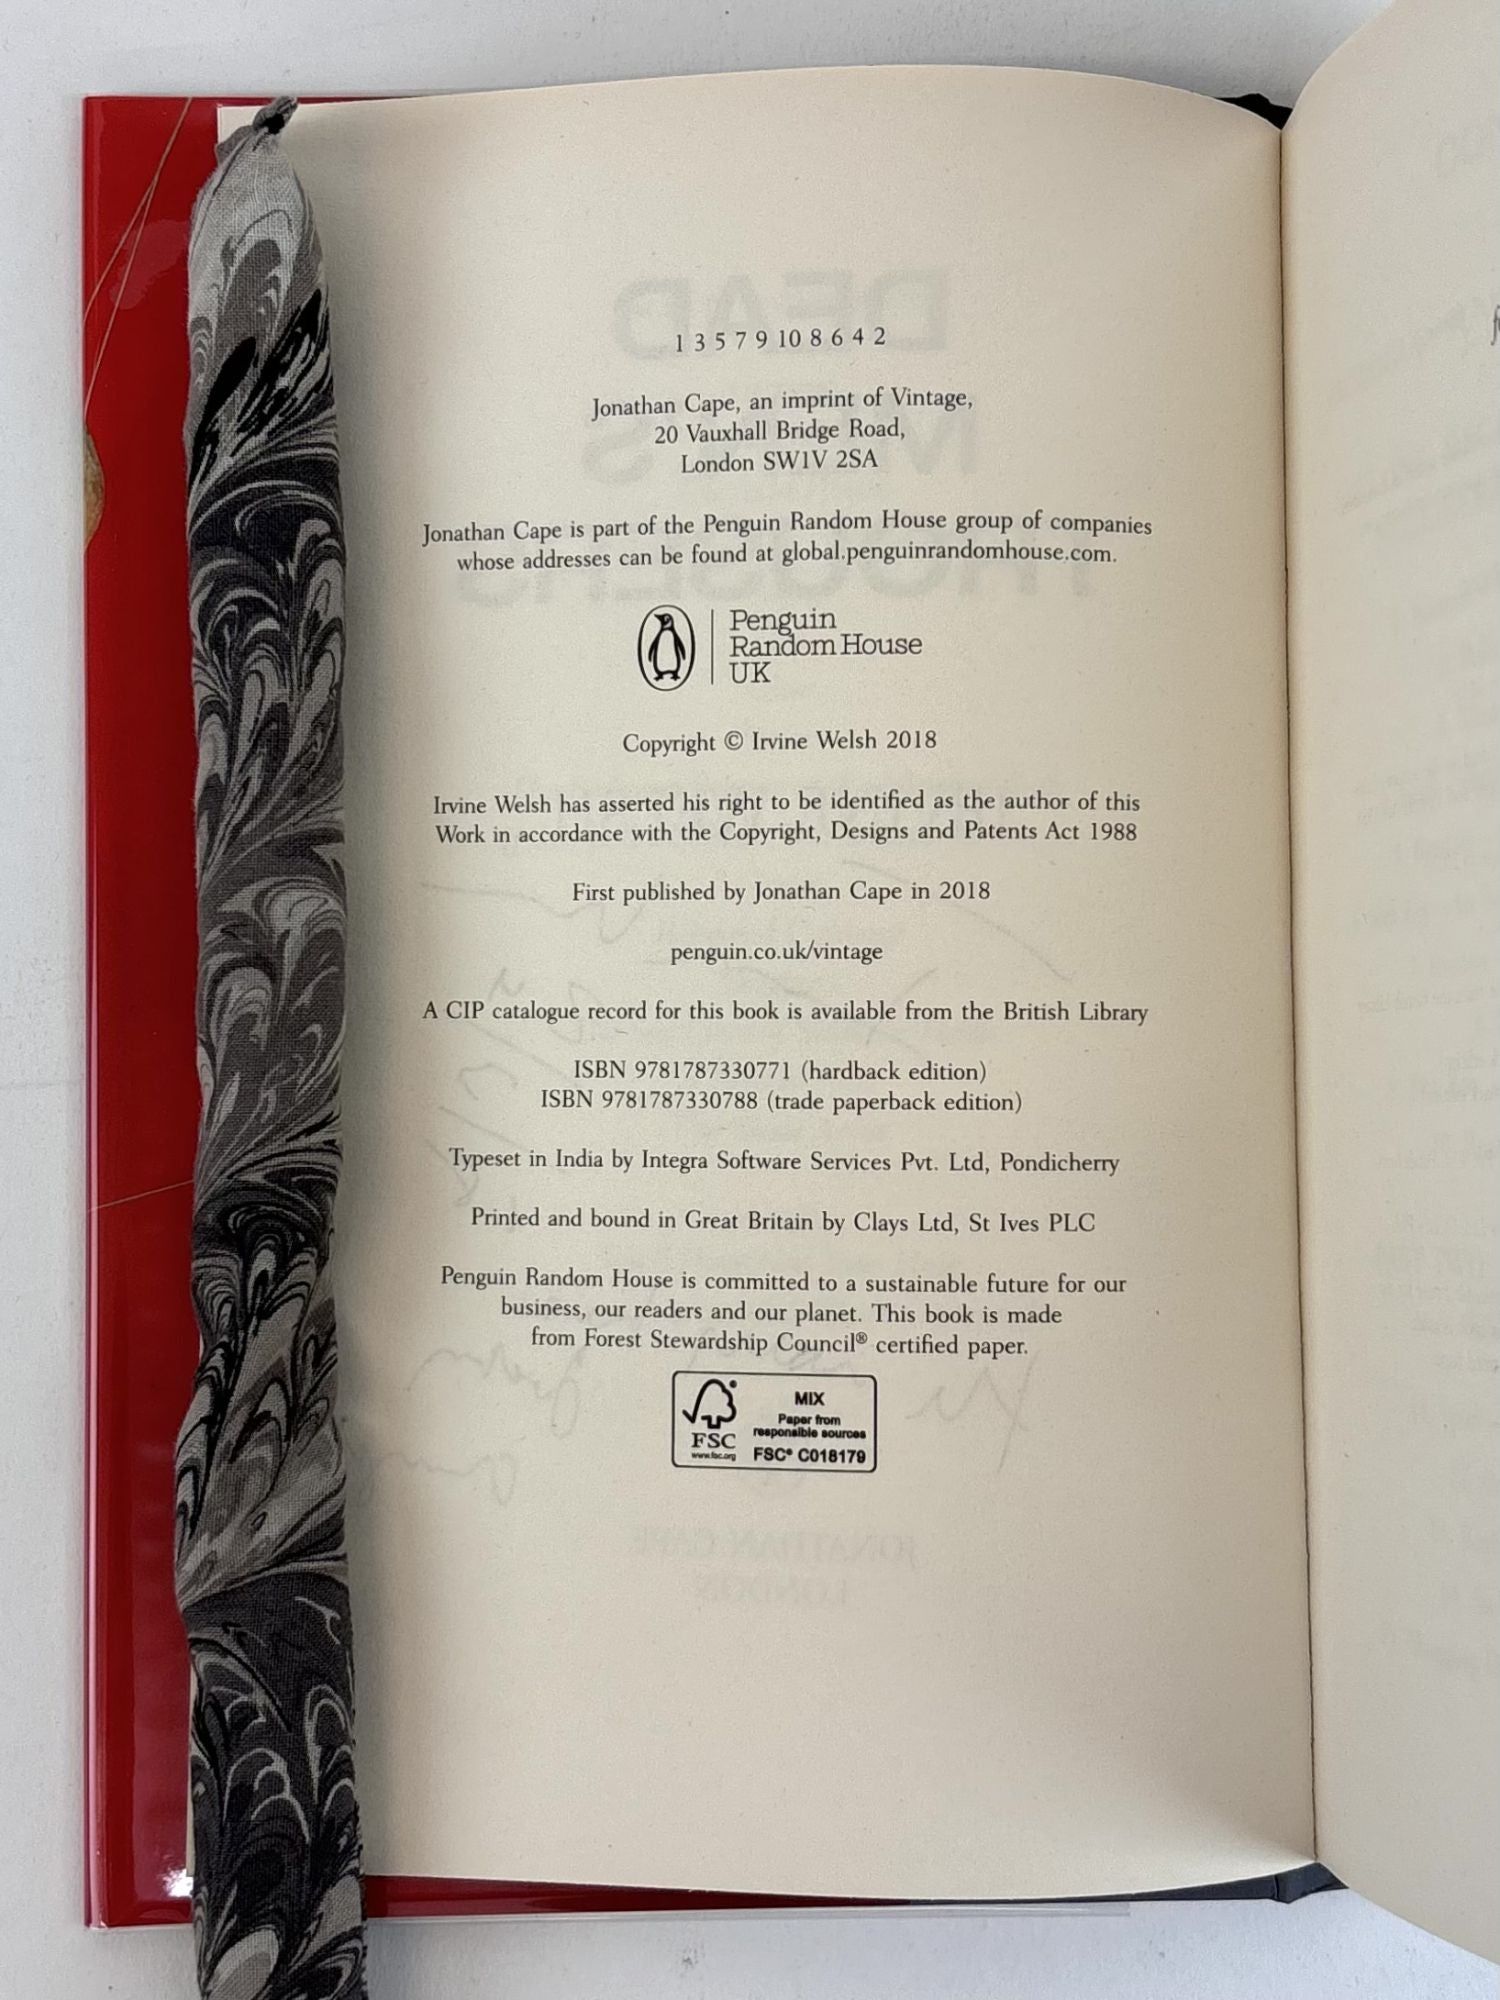 1 3 5 7 9 10 8 6 4 2
Jonathan Cape, an imprint of Vintage,
20 Vauxhall Bridge Road,
London SW1V 2SA
Jonathan Cape is part of the Penguin Random House group of companies
whose addresses can be found at global.penguinrandomhouse.com.
Penguin
Random House
UK
Copyright © Irvine Welsh 2018
Irvine Welsh has asserted his right to be identified as the author of this
Work in accordance with the Copyright, Designs and Patents Act 1988
First published by Jonathan Cape in 2018
penguin.co.uk/vintage
A CIP catalogue record for this book is available from the British Library
ISBN 9781787330771 (hardback edition)
ISBN 9781787330788 (trade paperback edition)
Typeset in India by Integra Software Services Pvt. Ltd, Pondicherry
Printed and bound in Great Britain by Clays Ltd, St Ives PLC
Penguin Random House is committed to a sustainable future for our
business, our readers and our planet. This book is made
from Forest Stewardship Council® certified paper.
MIX
Paper from
responsible sources
FSC
www.fsc.org
FSC® C018179